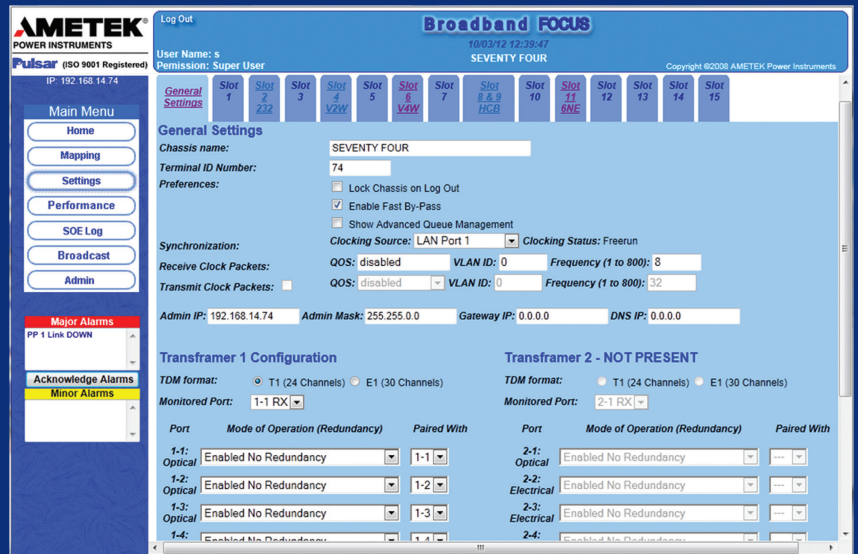 AMETEK®
POWER INSTRUMENTS
Pulsar (ISO 9001 Registered)
IP: 192.168.14.74
Main Menu
Home
Mapping
Settings
Performance
SOE Log
Broadcast
Admin
Major Alarms
PP 1 Link DOWN
Acknowledge Alarms
Minor Alarms
Log Out
Broadband FOCUS
10/03/12 12:39:47
User Name: s
SEVENTY FOUR
Permission: Super User
Copyright ©2008 AMETEK Power Instruments
General Settings
Slot 1
Slot 2 232
Slot 3
Slot 4 V2W
Slot 5
Slot 6 V4W
Slot 7
Slot 8 & 9 HCB
Slot 10
Slot 11 6NE
Slot 12
Slot 13
Slot 14
Slot 15
General Settings
Chassis name: SEVENTY FOUR
Terminal ID Number: 74
Preferences: Lock Chassis on Log Out
Enable Fast By-Pass
Show Advanced Queue Management
Synchronization: Clocking Source: LAN Port 1 Clocking Status: Freerun
Receive Clock Packets: QOS: disabled VLAN ID: 0 Frequency (1 to 800): 8
Transmit Clock Packets: QOS: disabled VLAN ID: 0 Frequency (1 to 800): 32
Admin IP: 192.168.14.74 Admin Mask: 255.255.0.0 Gateway IP: 0.0.0.0 DNS IP: 0.0.0.0
Transframer 1 Configuration
TDM format: T1 (24 Channels) E1 (30 Channels)
Monitored Port: 1-1 RX
Port Mode of Operation (Redundancy) Paired With
1-1: Optical Enabled No Redundancy 1-1
1-2: Optical Enabled No Redundancy 1-2
1-3: Optical Enabled No Redundancy 1-3
1-4: Enabled No Redundancy 1-4
Transframer 2 - NOT PRESENT
TDM format: T1 (24 Channels) E1 (30 Channels)
Monitored Port: 2-1 RX
Port Mode of Operation (Redundancy) Paired With
2-1: Optical Enabled No Redundancy ---
2-2: Electrical Enabled No Redundancy ---
2-3: Electrical Enabled No Redundancy ---
2-4: Enabled No Redundancy ---